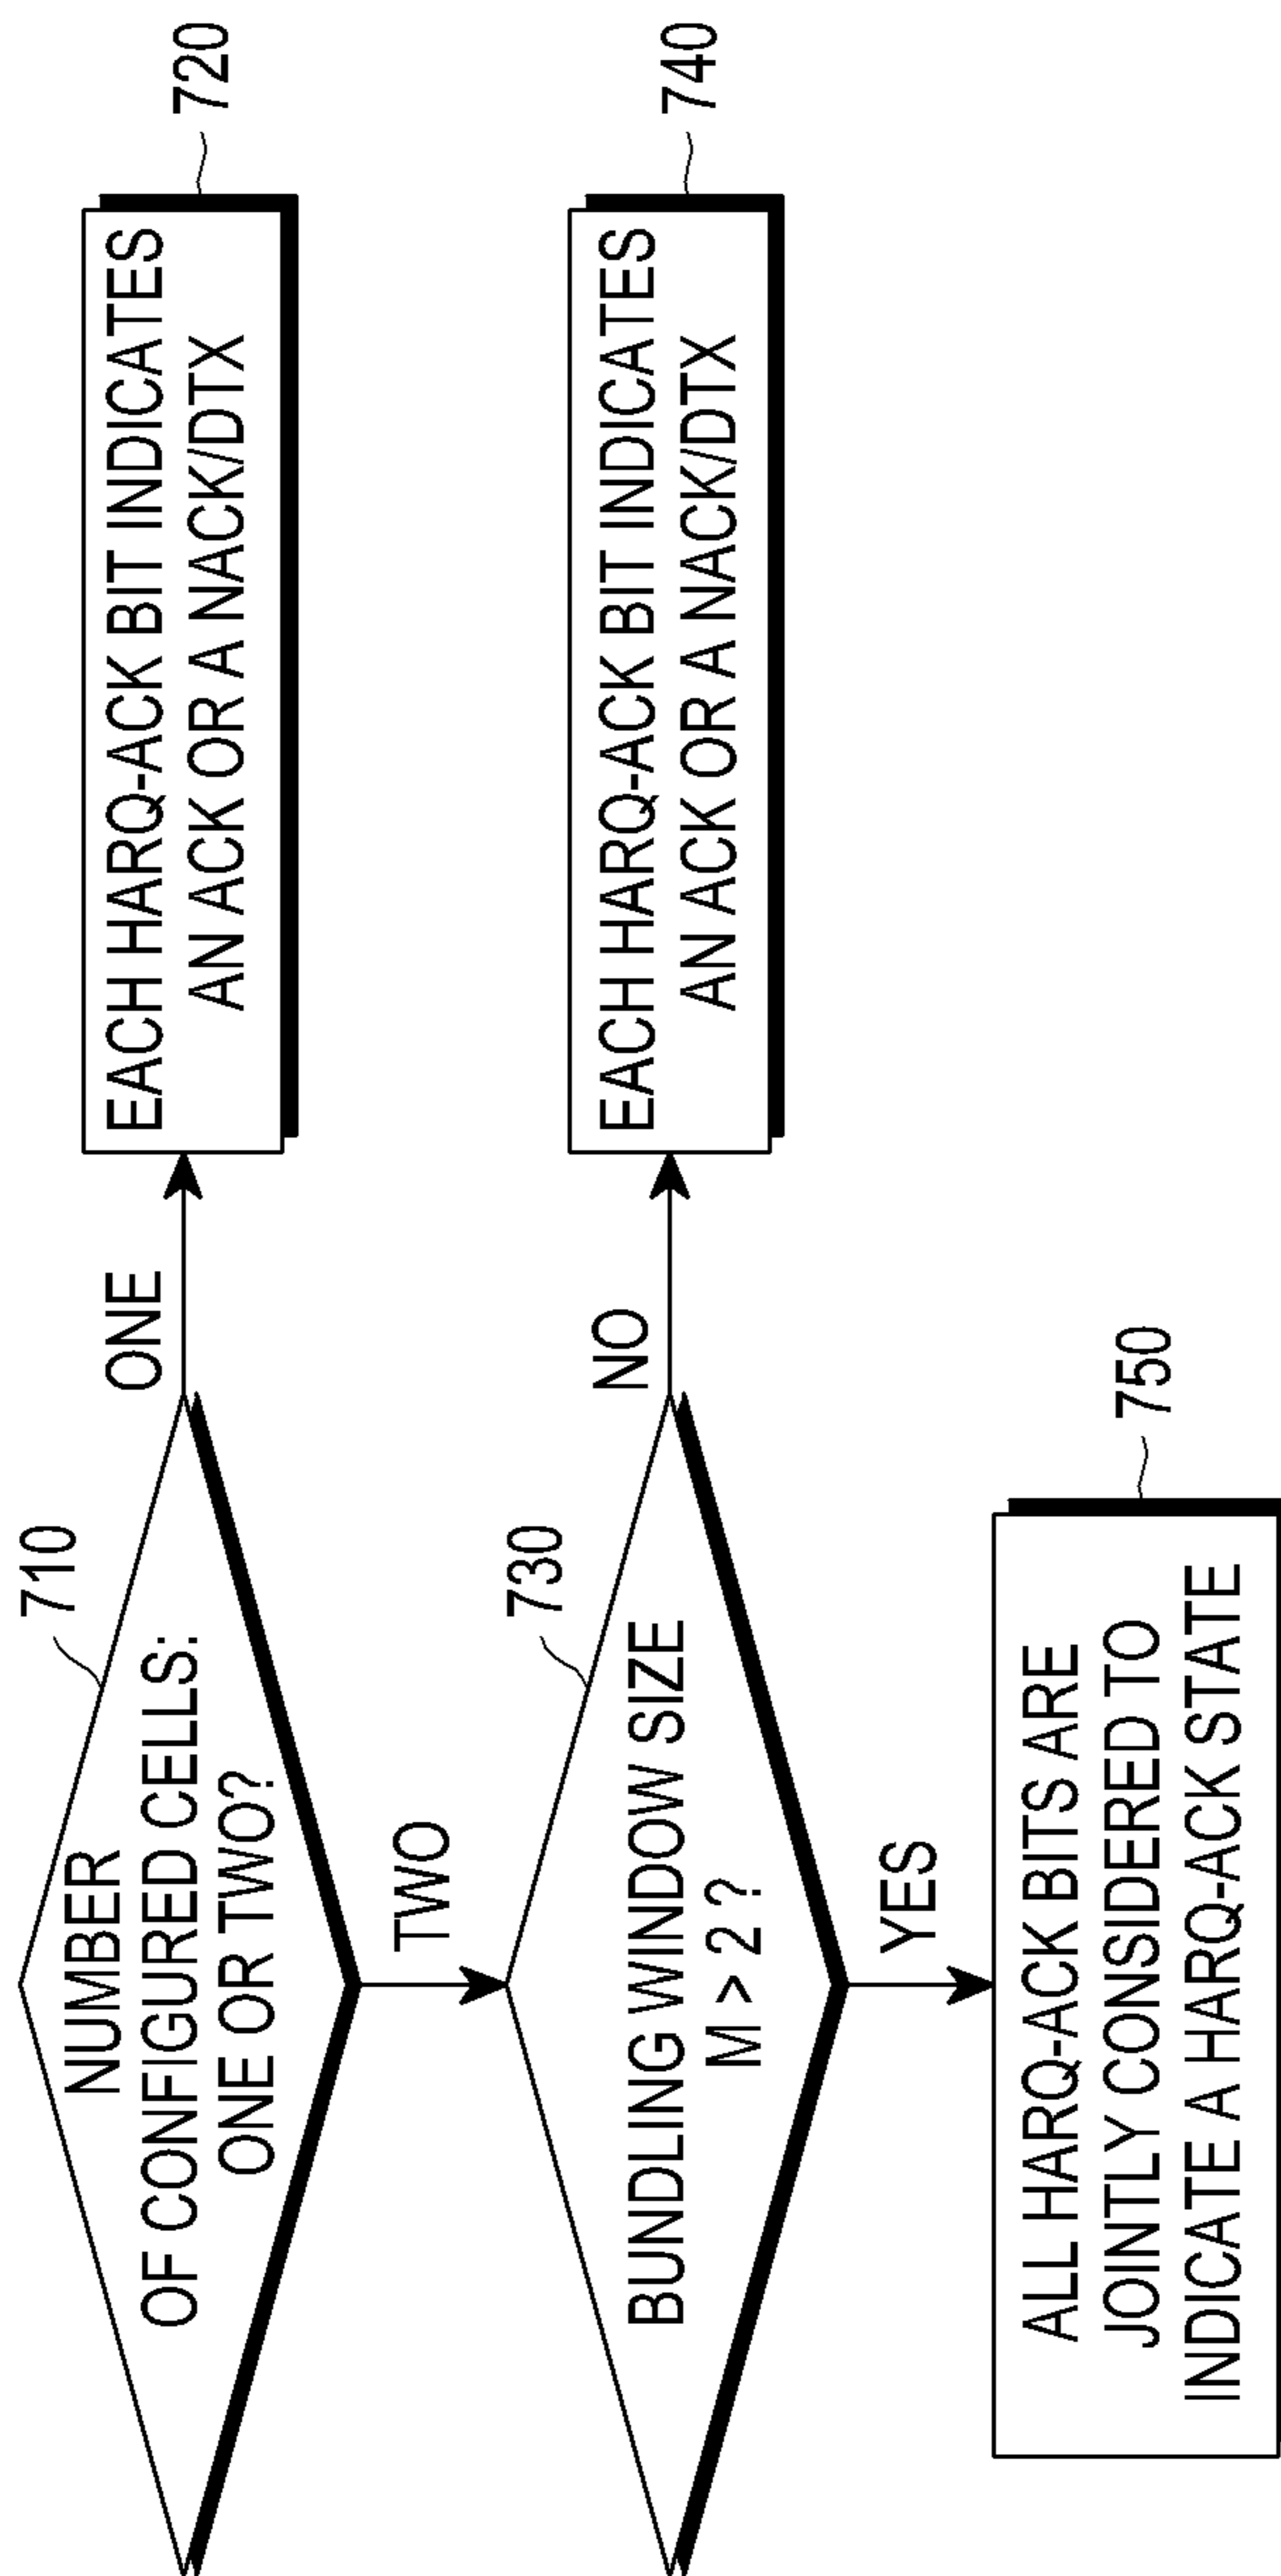 710
NUMBER
OF CONFIGURED CELLS:
ONE OR TWO?
ONE
720
EACH HARQ-ACK BIT INDICATES
AN ACK OR A NACK/DTX
TWO
730
BUNDLING WINDOW SIZE
M > 2 ?
NO
740
EACH HARQ-ACK BIT INDICATES
AN ACK OR A NACK/DTX
YES
750
ALL HARQ-ACK BITS ARE
JOINTLY CONSIDERED TO
INDICATE A HARQ-ACK STATE